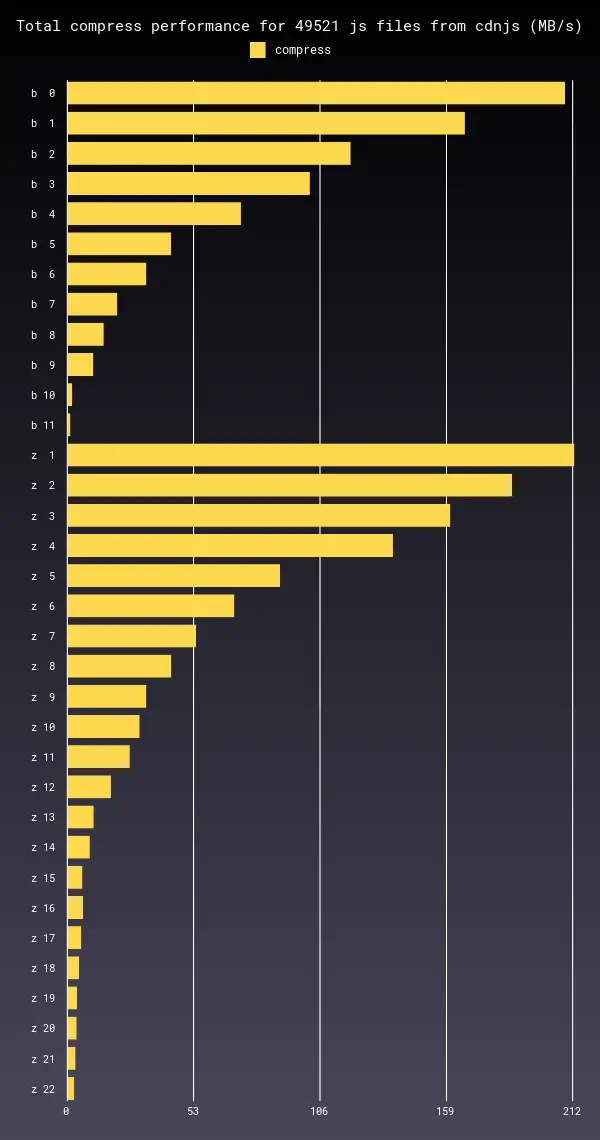 Total compress performance for 49521 js files from cdnjs (MB/s)
compress
b 0
b 1
b 2
b 3
b 4
b 5
b 6
b 7
b 8
b 9
b 10
b 11
z 1
z 2
z 3
z 4
z 5
z 6
z 7
z 8
z 9
z 10
z 11
z 12
z 13
z 14
z 15
z 16
z 17
z 18
z 19
z 20
z 21
z 22
0 53 106 159 212